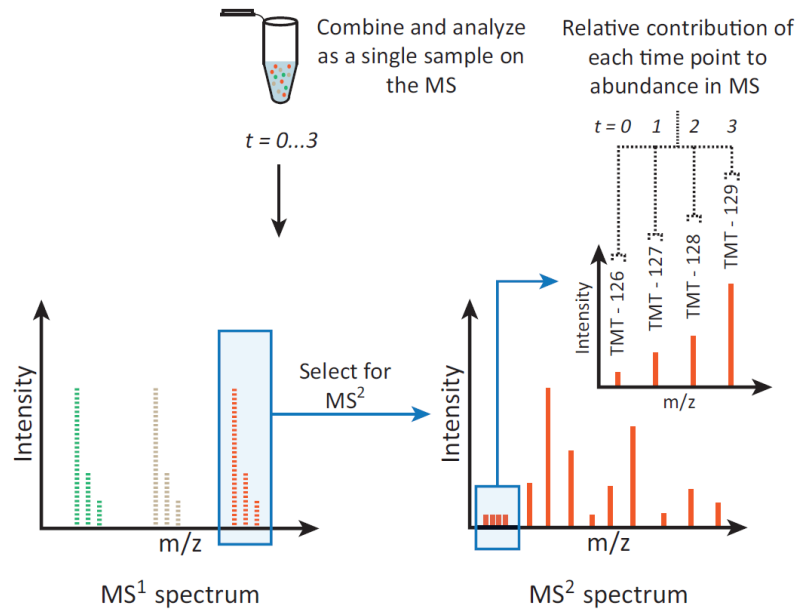 Combine and analyze
as a single sample on
the MS
Relative contribution of
each time point to
abundance in MS
t = 0 1 2 3
t = 0...3
TMT - 126
TMT - 127
TMT - 128
TMT - 129
Intensity
m/z
Intensity
Select for
MS²
m/z
Intensity
m/z
MS¹ spectrum
MS² spectrum